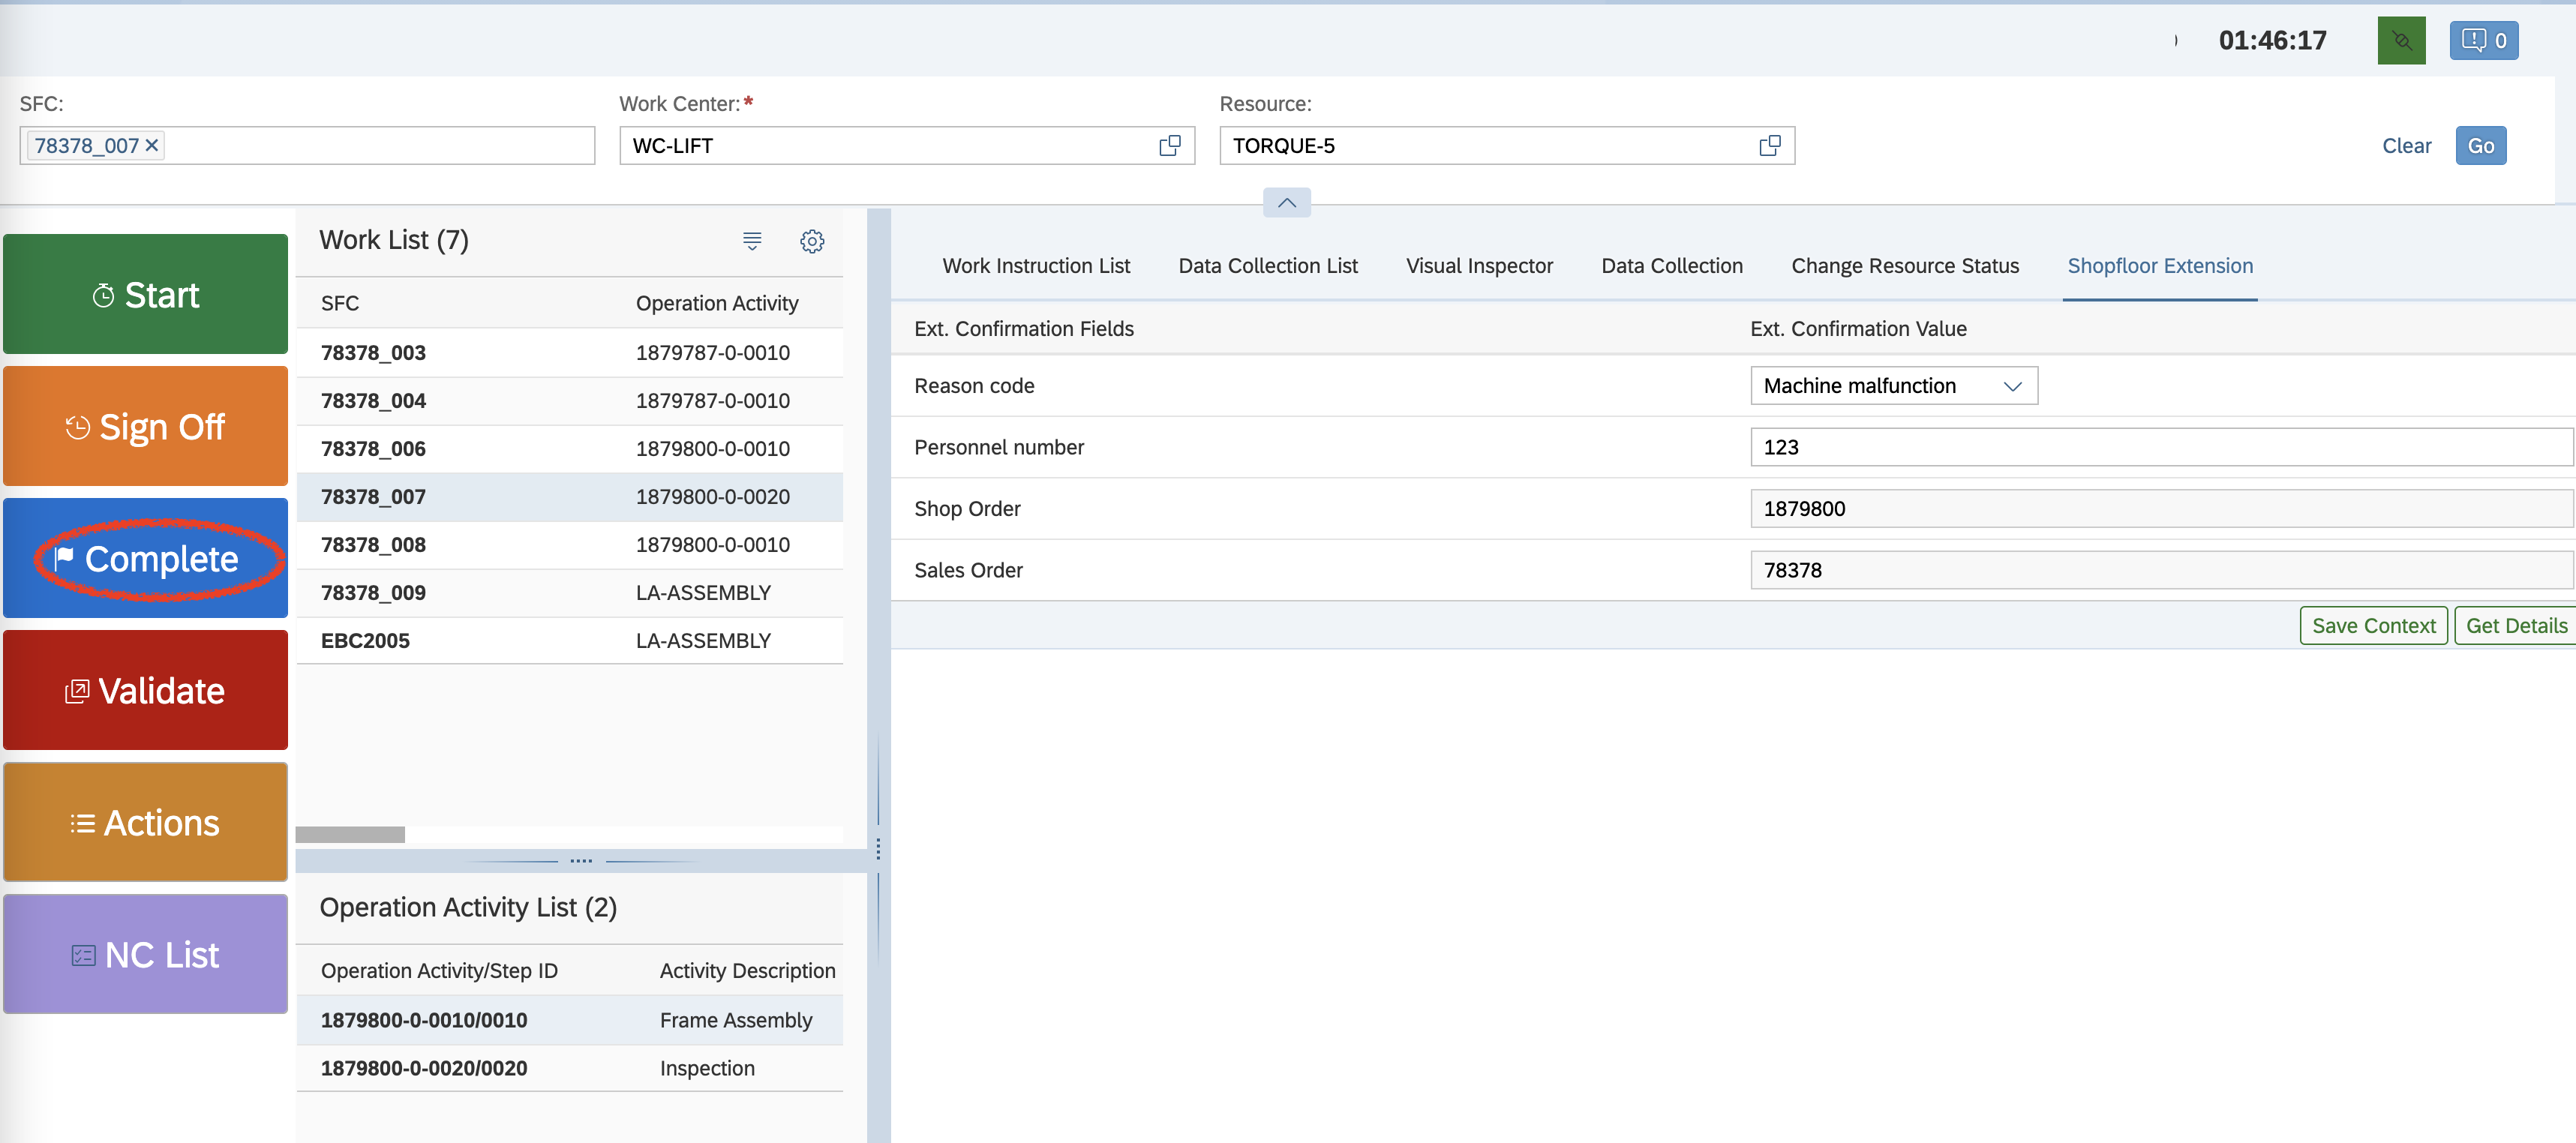 01:46:17
0
SFC: Work Center:* Resource:
78378_007 WC-LIFT TORQUE-5 Clear Go
Start
Sign Off
Complete
Validate
Actions
NC List
Work List (7)
SFC Operation Activity
78378_003 1879787-0-0010
78378_004 1879787-0-0010
78378_006 1879800-0-0010
78378_007 1879800-0-0020
78378_008 1879800-0-0010
78378_009 LA-ASSEMBLY
EBC2005 LA-ASSEMBLY
Operation Activity List (2)
Operation Activity/Step ID Activity Description
1879800-0-0010/0010 Frame Assembly
1879800-0-0020/0020 Inspection
Work Instruction List Data Collection List Visual Inspector Data Collection Change Resource Status Shopfloor Extension
Ext. Confirmation Fields Ext. Confirmation Value
Reason code Machine malfunction
Personnel number 123
Shop Order 1879800
Sales Order 78378
Save Context Get Details